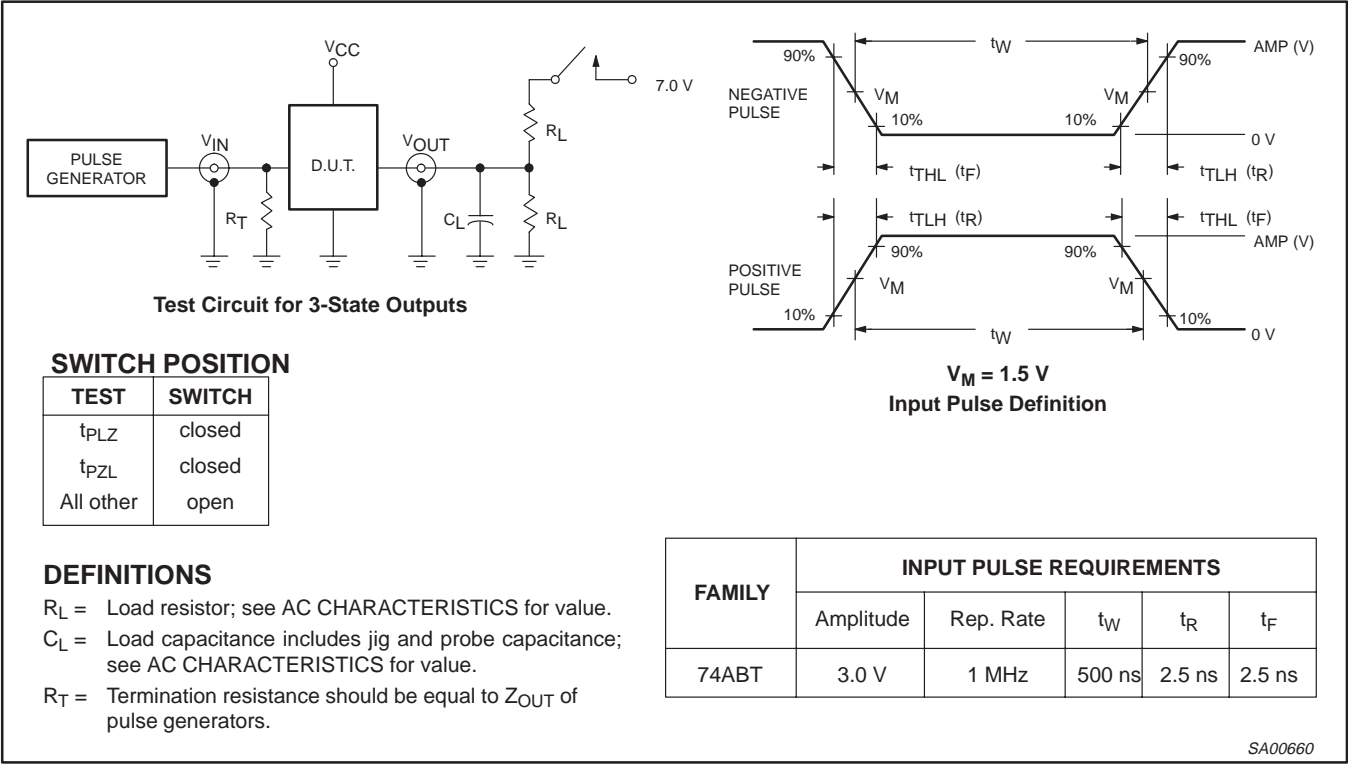 VCC
7.0 V
RL
VIN
VOUT
PULSE
GENERATOR
D.U.T.
RT
CL
RL
Test Circuit for 3-State Outputs
90%
tW
90%
AMP (V)
NEGATIVE
PULSE
VM
VM
10%
10%
0 V
tTHL (tF)
tTLH (tR)
tTLH (tR)
tTHL (tF)
AMP (V)
90%
90%
POSITIVE
PULSE
VM
VM
10%
10%
tW
0 V
VM = 1.5 V
Input Pulse Definition
SWITCH POSITION
TEST SWITCH
tPLZ closed
tPZL closed
All other open
DEFINITIONS
RL = Load resistor; see AC CHARACTERISTICS for value.
CL = Load capacitance includes jig and probe capacitance;
see AC CHARACTERISTICS for value.
RT = Termination resistance should be equal to ZOUT of
pulse generators.
FAMILY
INPUT PULSE REQUIREMENTS
Amplitude Rep. Rate tW tR tF
74ABT 3.0 V 1 MHz 500 ns 2.5 ns 2.5 ns
SA00660